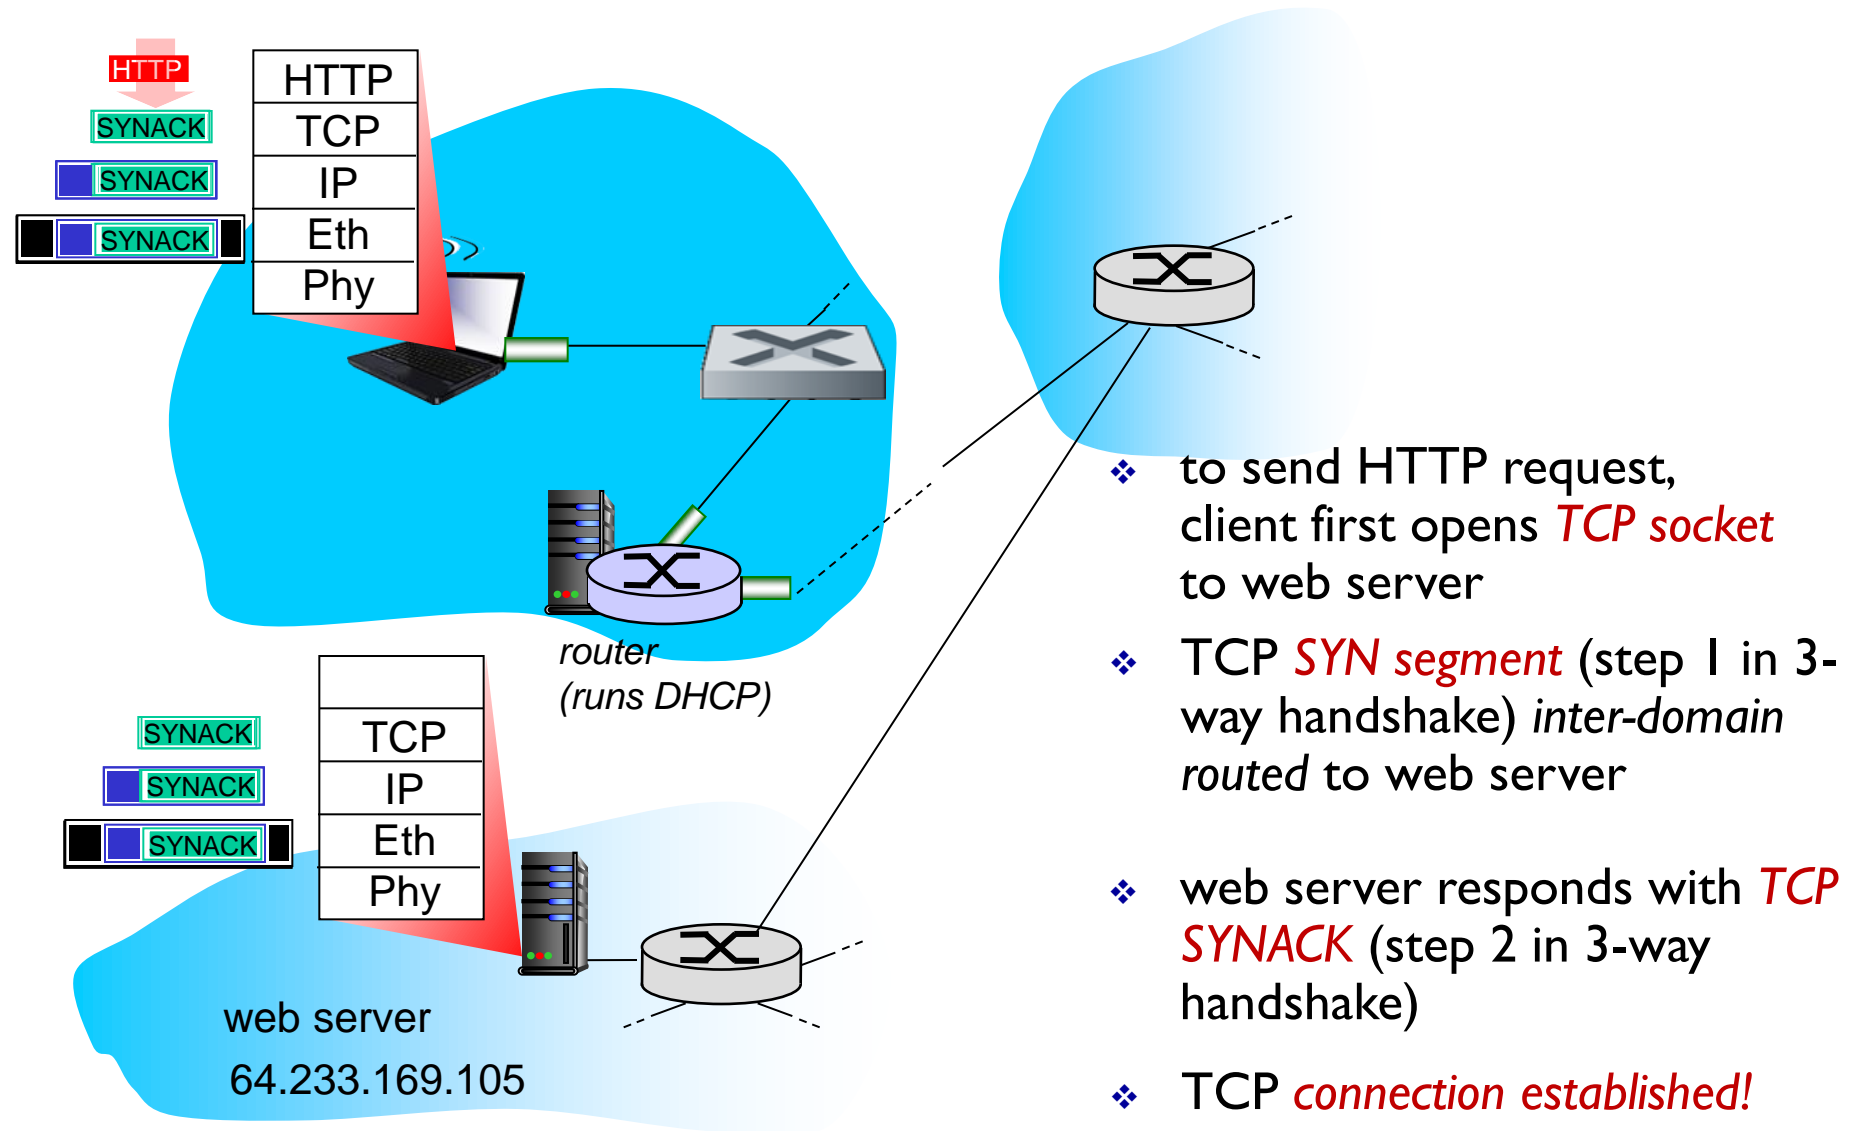 HTTP
SYNACK
SYNACK
SYNACK
HTTP
TCP
IP
Eth
Phy
router
(runs DHCP)
SYNACK
SYNACK
SYNACK
TCP
IP
Eth
Phy
web server
64.233.169.105
❖ to send HTTP request,
client first opens TCP socket
to web server
❖ TCP SYN segment (step 1 in 3-
way handshake) inter-domain
routed to web server
❖ web server responds with TCP
SYNACK (step 2 in 3-way
handshake)
❖ TCP connection established!